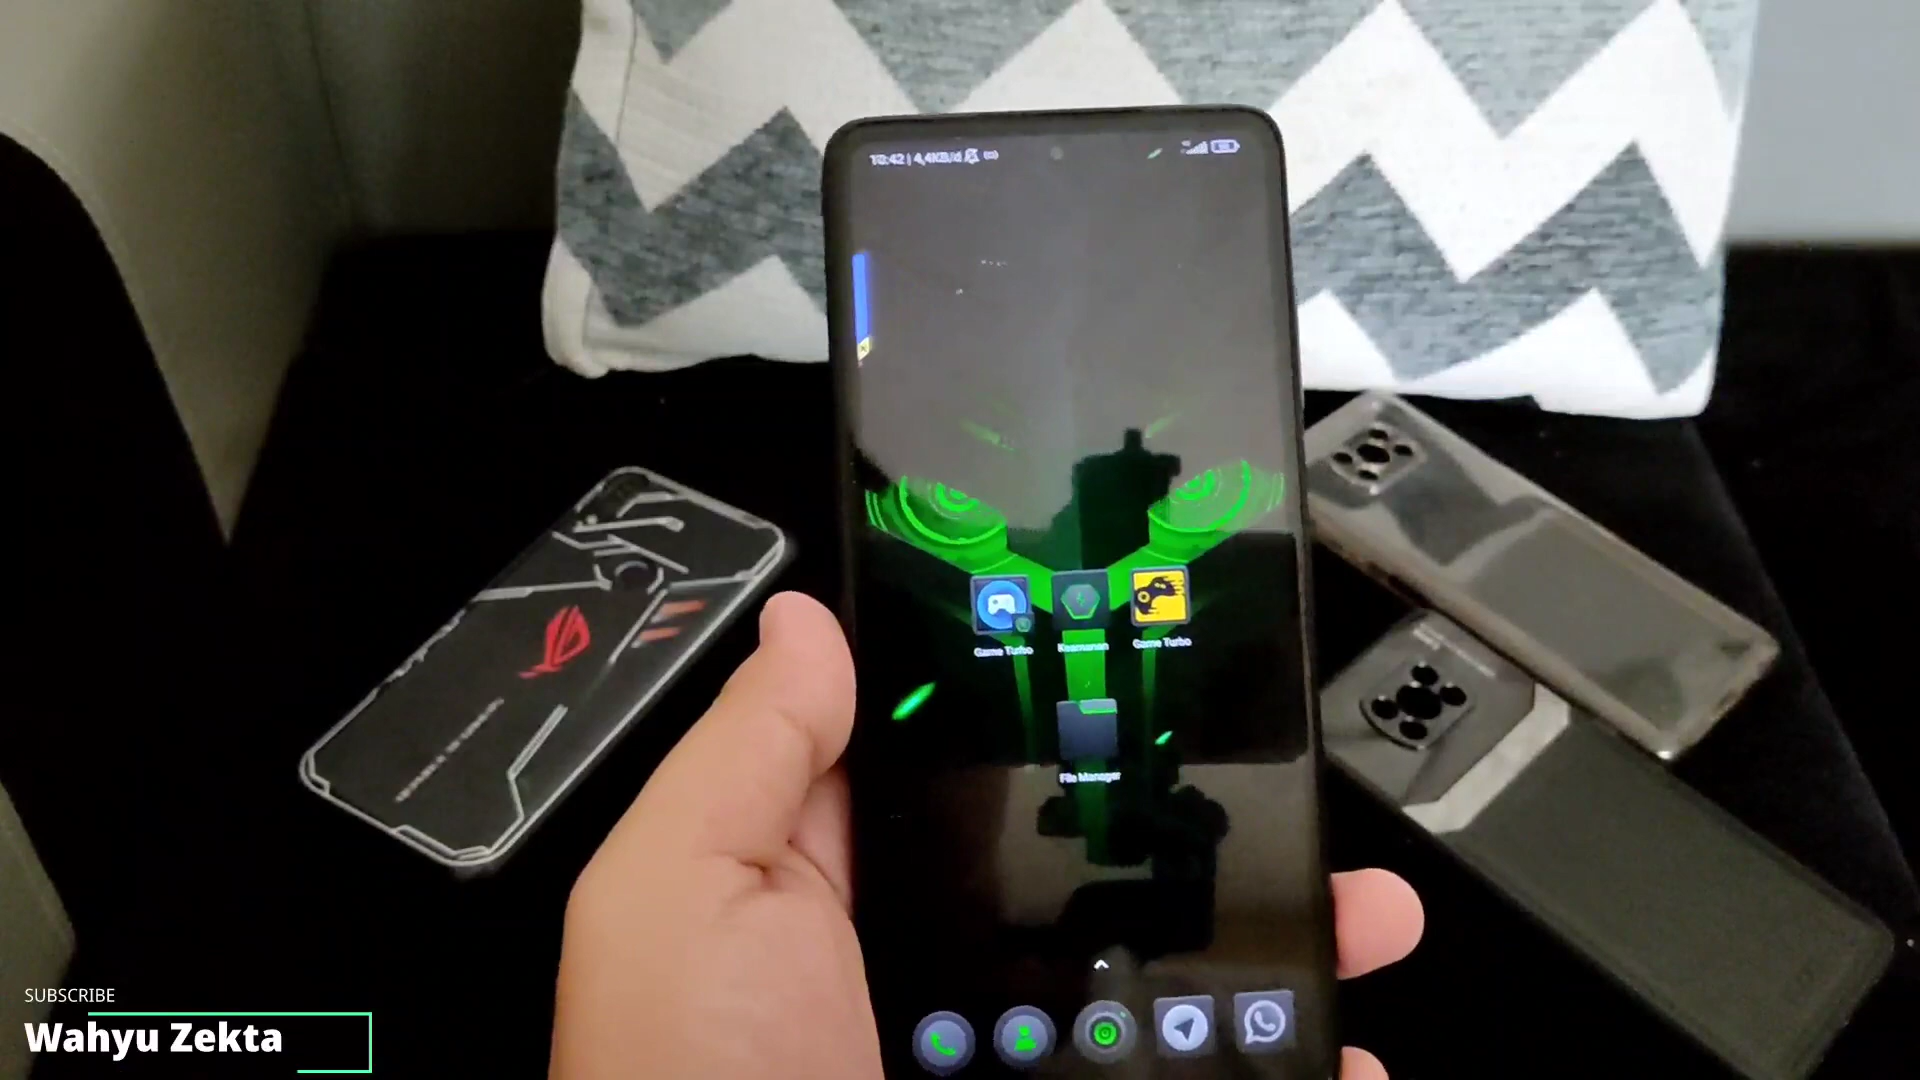 10:42 | 4,4KB/d
Game Turbo
Keamanan
Game Turbo
File Manager
SUBSCRIBE
Wahyu Zekta